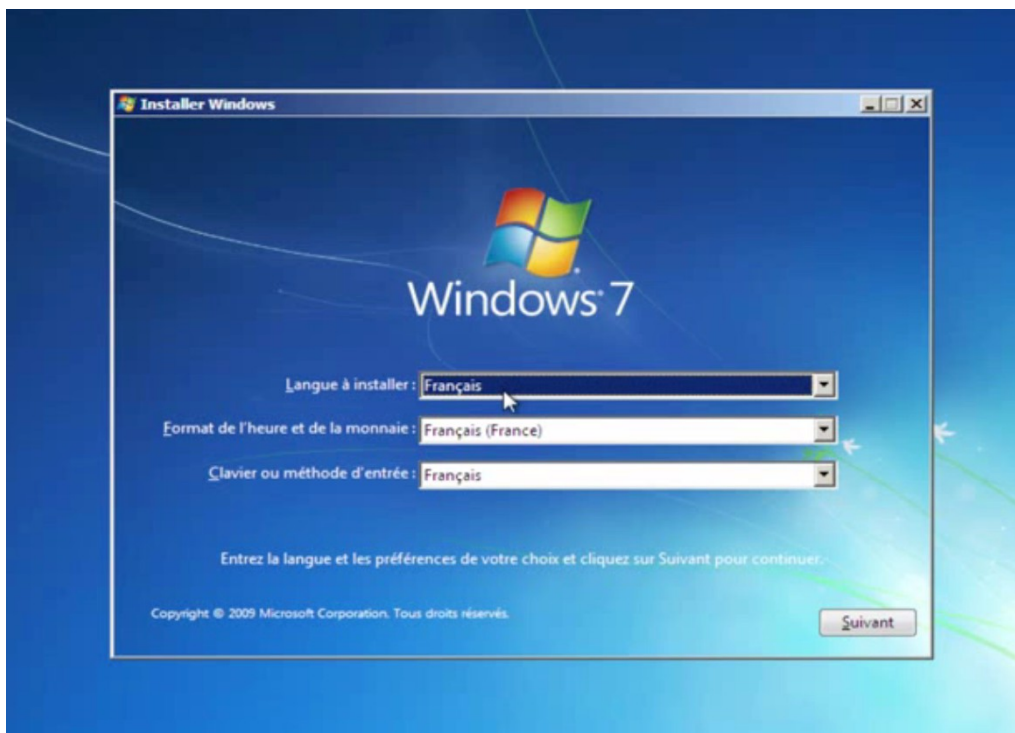 Installer Windows
Windows 7
Langue à installer : Français
Format de l'heure et de la monnaie : Français (France)
Clavier ou méthode d'entrée : Français
Entrez la langue et les préférences de votre choix et cliquez sur Suivant pour continuer.
Copyright © 2009 Microsoft Corporation. Tous droits réservés.
Suivant